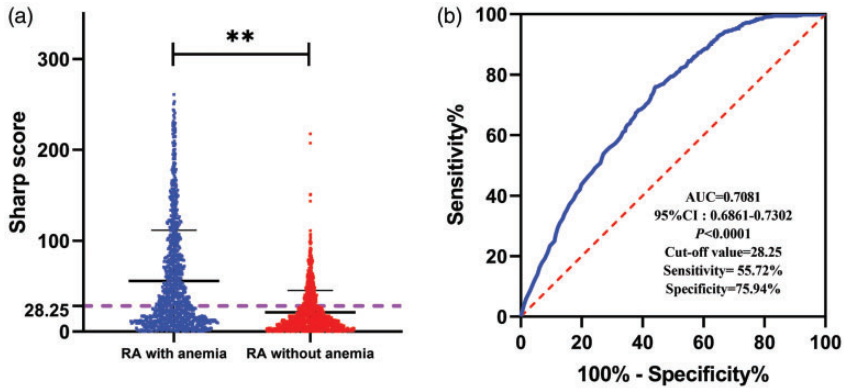 (a)
**
Sharp score
300
200
100
28.25
0
RA with anemia
RA without anemia
(b)
Sensitivity%
100
80
60
40
20
0
AUC=0.7081
95%CI : 0.6861-0.7302
P<0.0001
Cut-off value=28.25
Sensitivity= 55.72%
Specificity=75.94%
0
20
40
60
80
100
100% - Specificity%